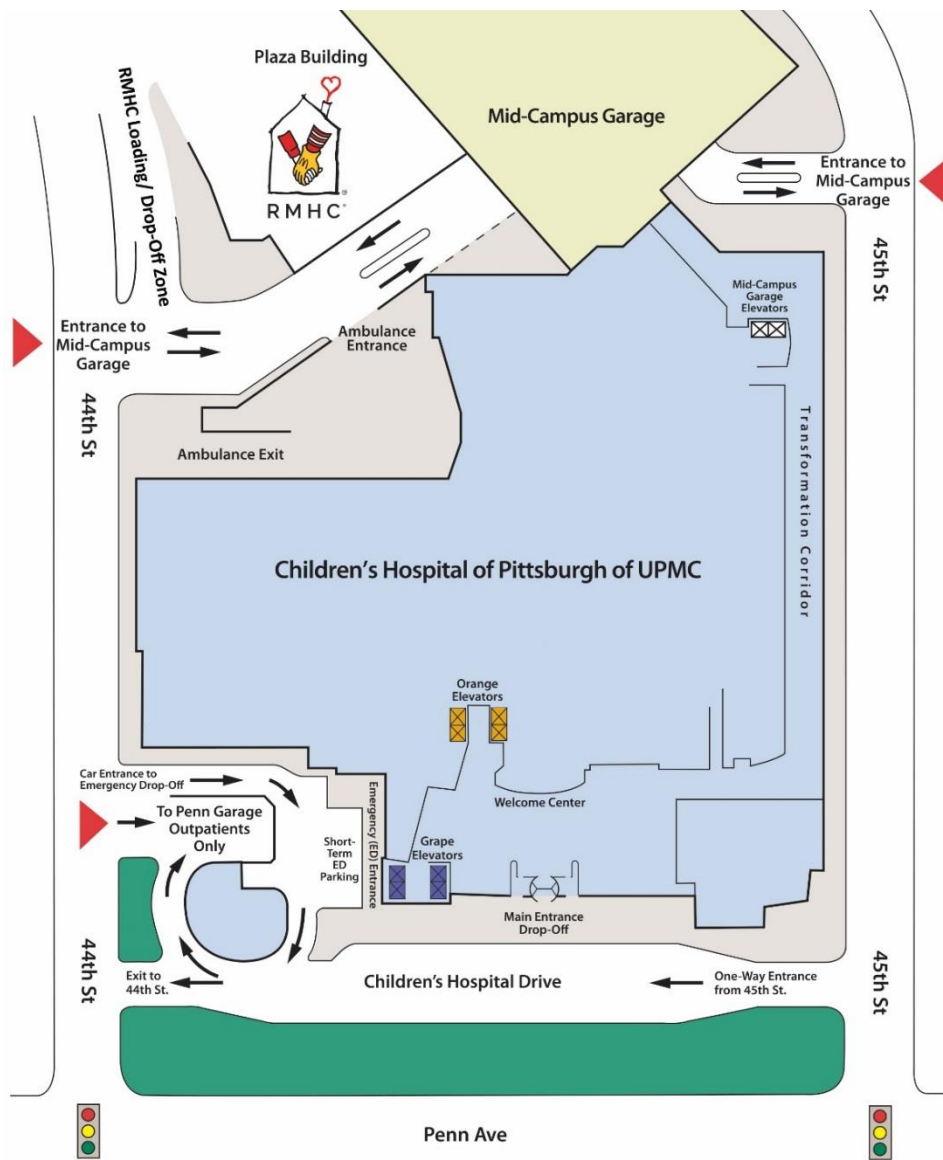 Plaza Building
RMHC Loading/ Drop-Off Zone
RMHC®
Mid-Campus Garage
Entrance to
Mid-Campus
Garage
45th St
Mid-Campus
Garage
Elevators
Entrance to
Mid-Campus
Garage
Ambulance
Entrance
44th St
Ambulance Exit
Transformation Corridor
Children's Hospital of Pittsburgh of UPMC
Orange
Elevators
Car Entrance to
Emergency Drop-Off
To Penn Garage
Outpatients
Only
Short-
Term
ED
Parking
Emergency (ED) Entrance
Grape
Elevators
Welcome Center
Main Entrance
Drop-Off
44th St
Exit to
44th St.
Children's Hospital Drive
One-Way Entrance
from 45th St.
45th St
Penn Ave